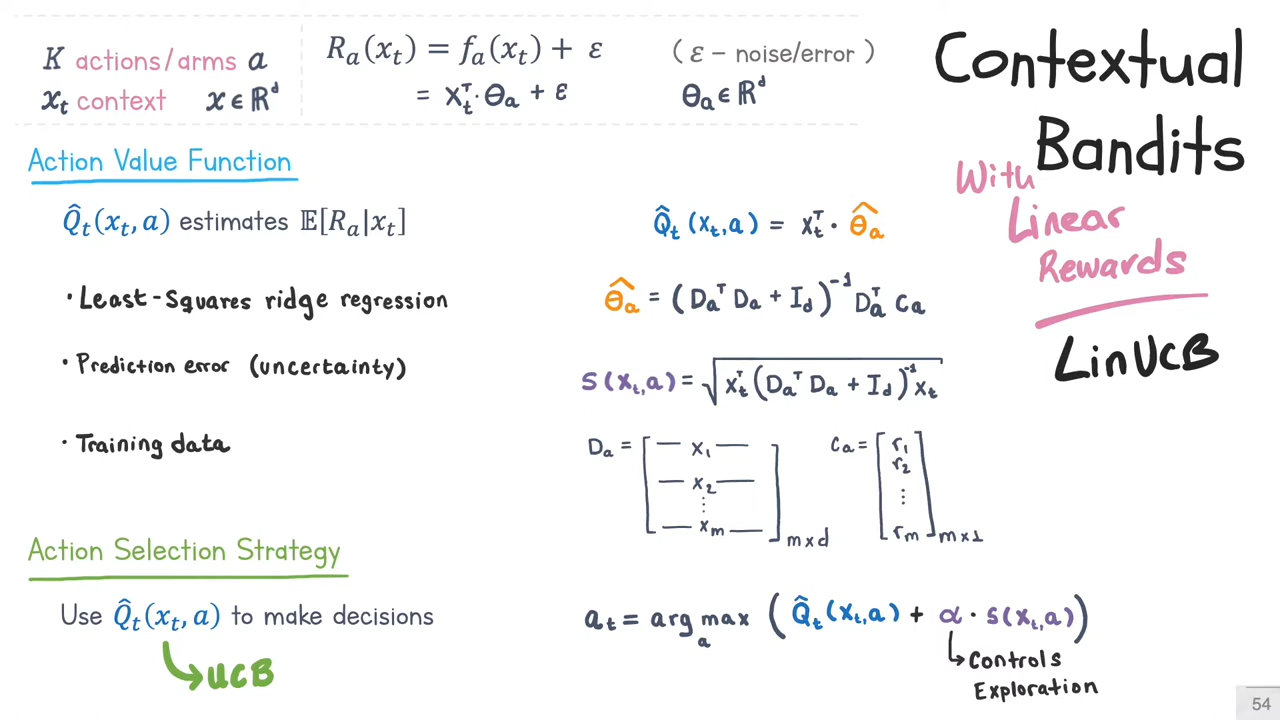 K actions/arms a
x_t context x ∈ ℝ^d
R_a(x_t) = f_a(x_t) + ε
= x_t^T · θ_a + ε
( ε – noise/error )
θ_a ∈ ℝ^d
Contextual
Bandits
With
Linear
Rewards
LinUCB
Action Value Function
Q̂_t(x_t, a) estimates 𝔼[R_a|x_t]
Q̂_t(x_t, a) = x_t^T · θ̂_a
· Least-Squares ridge regression
θ̂_a = (D_a^T D_a + I_d)^-1 D_a^T C_a
· Prediction error (uncertainty)
S(x_t, a) = √(x_t^T (D_a^T D_a + I_d)^-1 x_t)
· Training data
D_a = [ — x_1 —
— x_2 —
⋮
— x_m — ] m×d
C_a = [ r_1
r_2
⋮
r_m ] m×1
Action Selection Strategy
Use Q̂_t(x_t, a) to make decisions
UCB
a_t = arg max_a ( Q̂_t(x_t, a) + α · S(x_t, a) )
Controls
Exploration
54